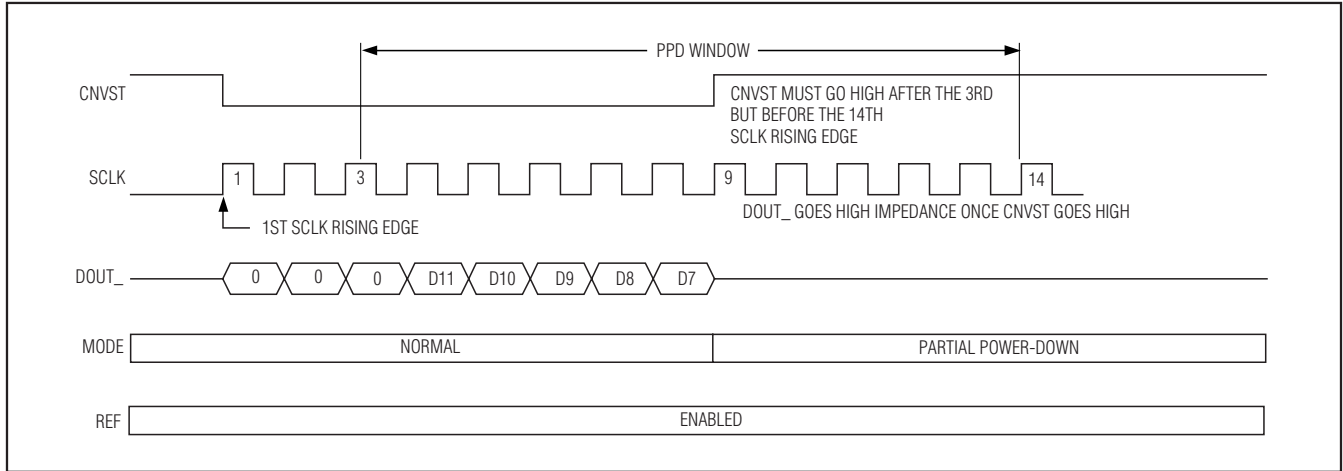 PPD WINDOW
CNVST
CNVST MUST GO HIGH AFTER THE 3RD
BUT BEFORE THE 14TH
SCLK RISING EDGE
SCLK
1
3
9
14
1ST SCLK RISING EDGE
DOUT_ GOES HIGH IMPEDANCE ONCE CNVST GOES HIGH
DOUT_
0 0 0 D11 D10 D9 D8 D7
MODE
NORMAL
PARTIAL POWER-DOWN
REF
ENABLED